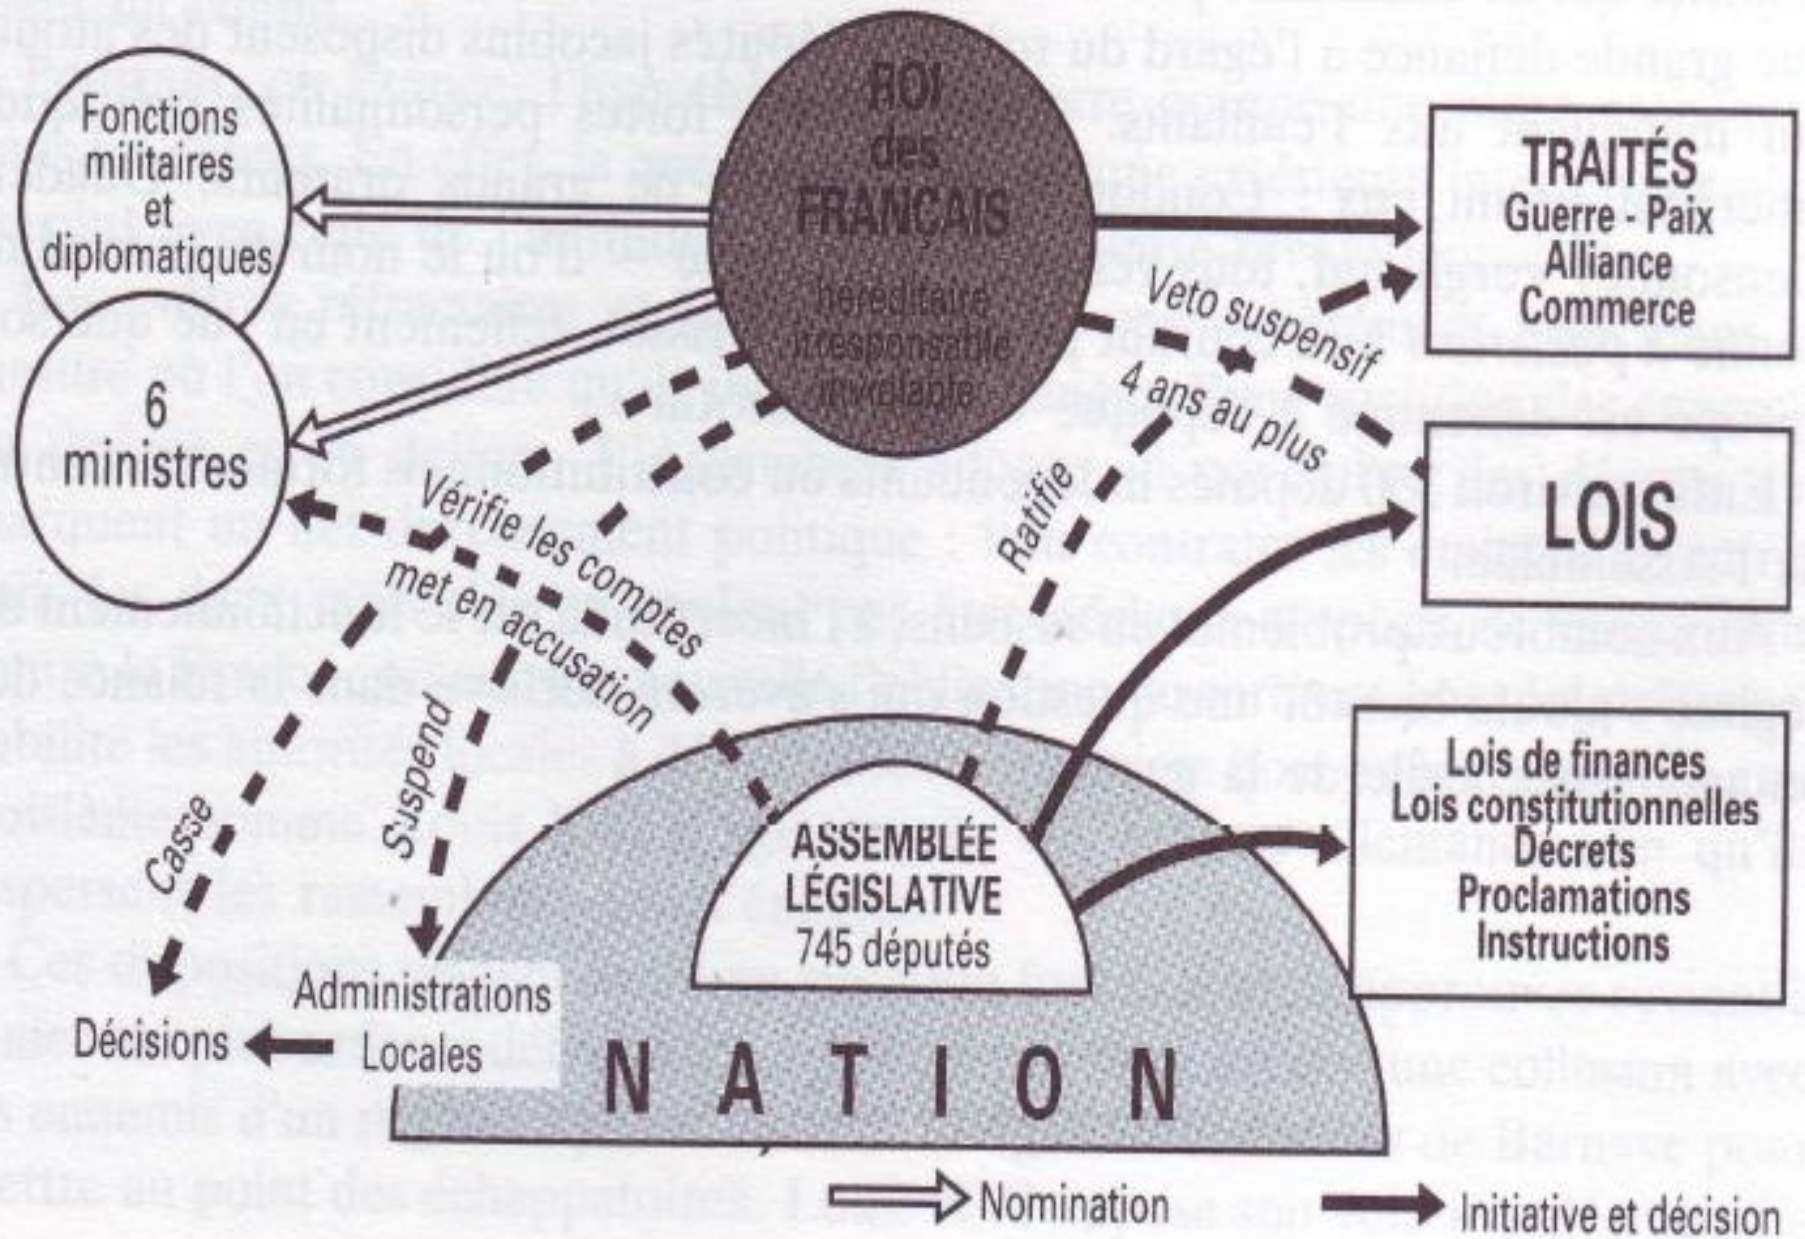 Fonctions
militaires
et
diplomatiques
6
ministres
ROI
des
FRANÇAIS
héréditaire
irresponsable
inviolable
TRAITÉS
Guerre - Paix
Alliance
Commerce
Veto suspensif
4 ans au plus
LOIS
Ratifie
Vérifie les comptes
met en accusation
Casse
Suspend
Lois de finances
Lois constitutionnelles
Décrets
Proclamations
Instructions
ASSEMBLÉE
LÉGISLATIVE
745 députés
Administrations
Locales
Décisions
NATION
Nomination
Initiative et décision